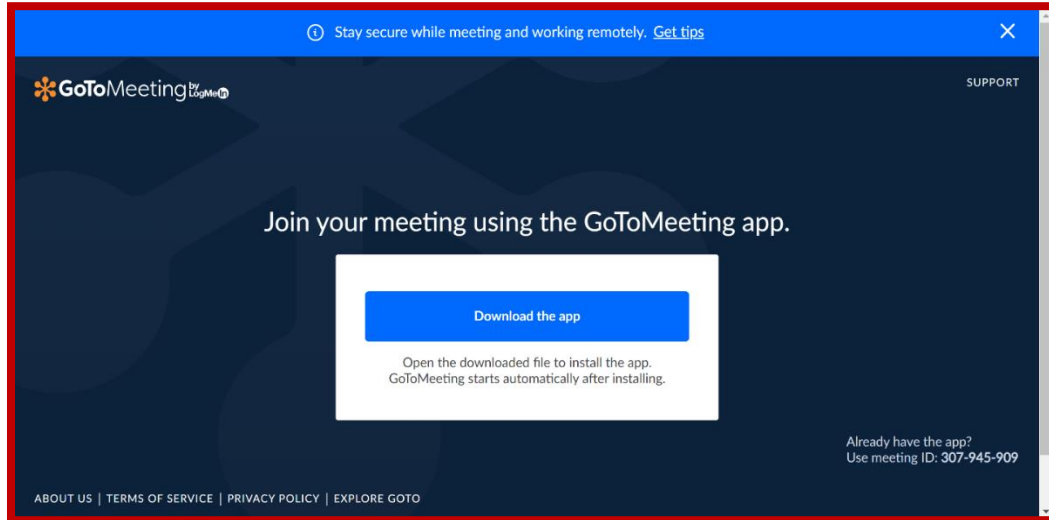 Stay secure while meeting and working remotely. Get tips
GoToMeeting by LogMeIn
SUPPORT
Join your meeting using the GoToMeeting app.
Download the app
Open the downloaded file to install the app.
GoToMeeting starts automatically after installing.
Already have the app?
Use meeting ID: 307-945-909
ABOUT US | TERMS OF SERVICE | PRIVACY POLICY | EXPLORE GOTO